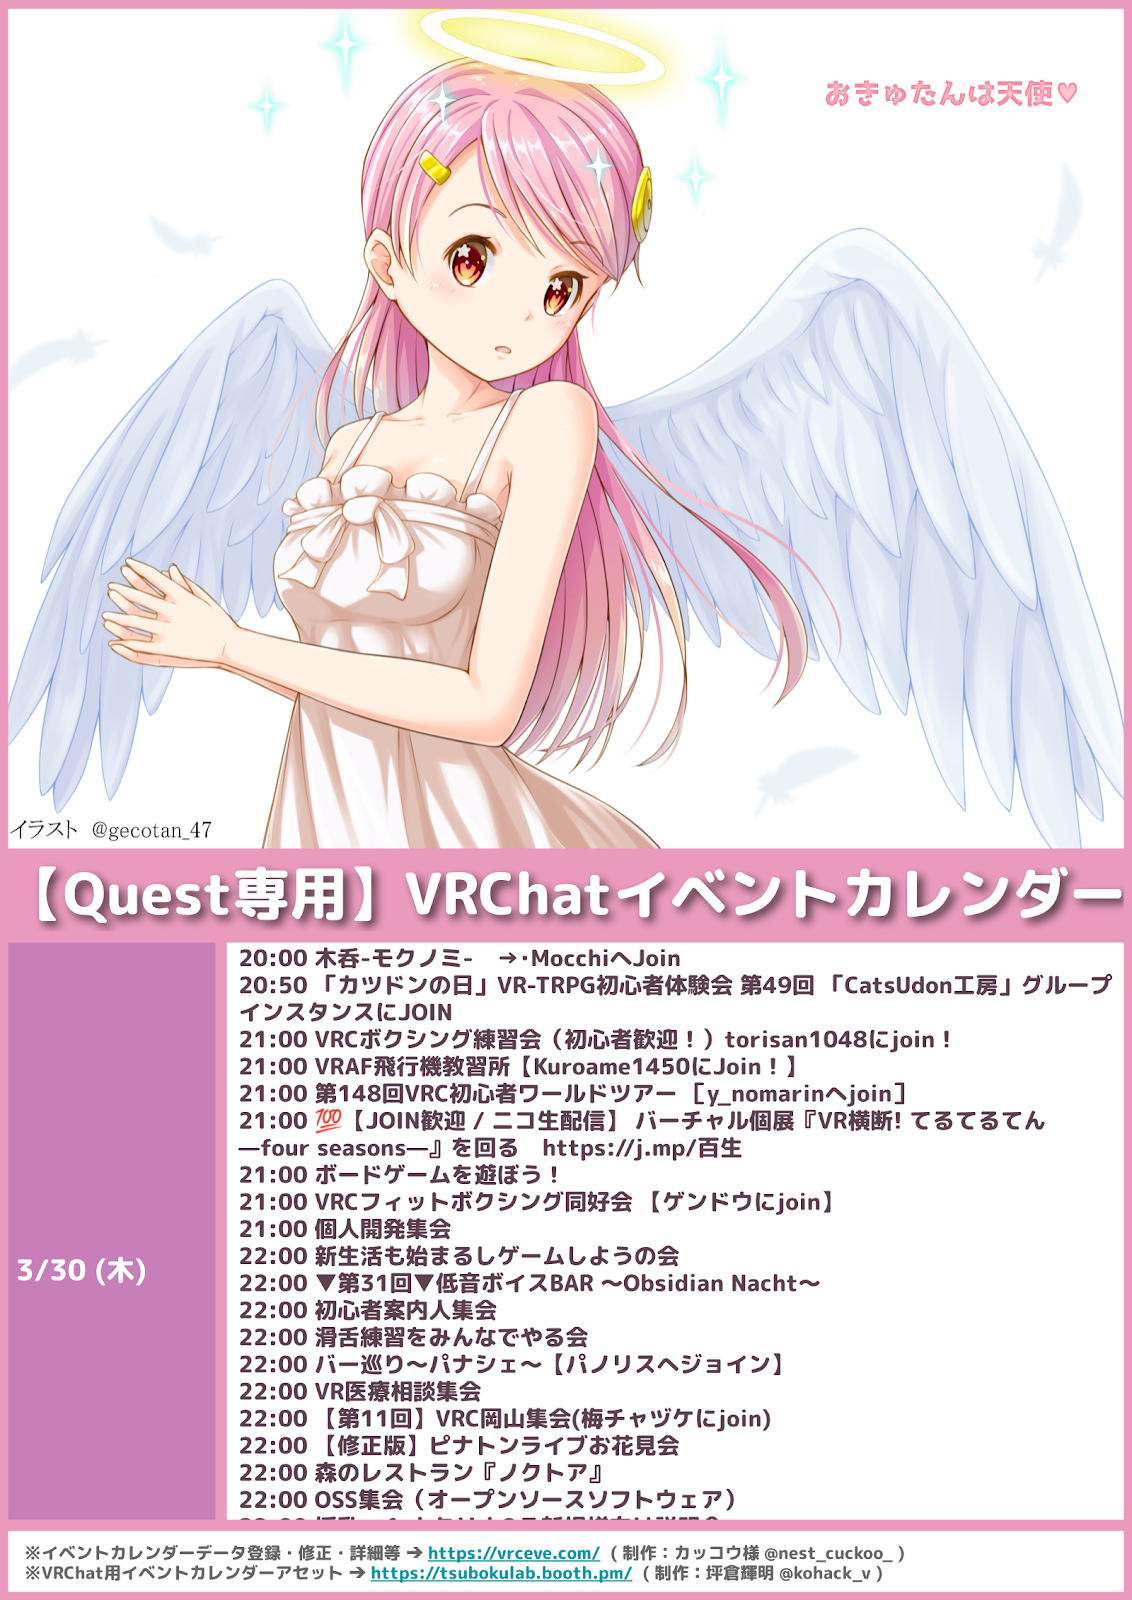 おきゅたんは天使♥
イラスト @gecotan_47
【Quest専用】VRChatイベントカレンダー
3/30 (木)
20:00 木呑-モクノミ-　→･MocchiへJoin
20:50 「カツドンの日」VR-TRPG初心者体験会 第49回 「CatsUdon工房」グループ
インスタンスにJOIN
21:00 VRCボクシング練習会（初心者歓迎！）torisan1048にjoin！
21:00 VRAF飛行機教習所【Kuroame1450にJoin！】
21:00 第148回VRC初心者ワールドツアー ［y_nomarinへjoin］
21:00 💯【JOIN歓迎 / ニコ生配信】 バーチャル個展『VR横断! てるてるてん
―four seasons―』を回る　https://j.mp/百生
21:00 ボードゲームを遊ぼう！
21:00 VRCフィットボクシング同好会 【ゲンドウにjoin】
21:00 個人開発集会
22:00 新生活も始まるしゲームしようの会
22:00 ▼第31回▼低音ボイスBAR ～Obsidian Nacht～
22:00 初心者案内人集会
22:00 滑舌練習をみんなでやる会
22:00 バー巡り～パナシェ～【パノリスへジョイン】
22:00 VR医療相談集会
22:00 【第11回】VRC岡山集会(梅チャヅケにjoin)
22:00 【修正版】ピナトンライブお花見会
22:00 森のレストラン『ノクトア』
22:00 OSS集会（オープンソースソフトウェア）
※イベントカレンダーデータ登録・修正・詳細等 ➔ https://vrceve.com/ ( 制作：カッコウ様 @nest_cuckoo_ )
※VRChat用イベントカレンダーアセット ➔ https://tsubokulab.booth.pm/ ( 制作：坪倉輝明 @kohack_v )